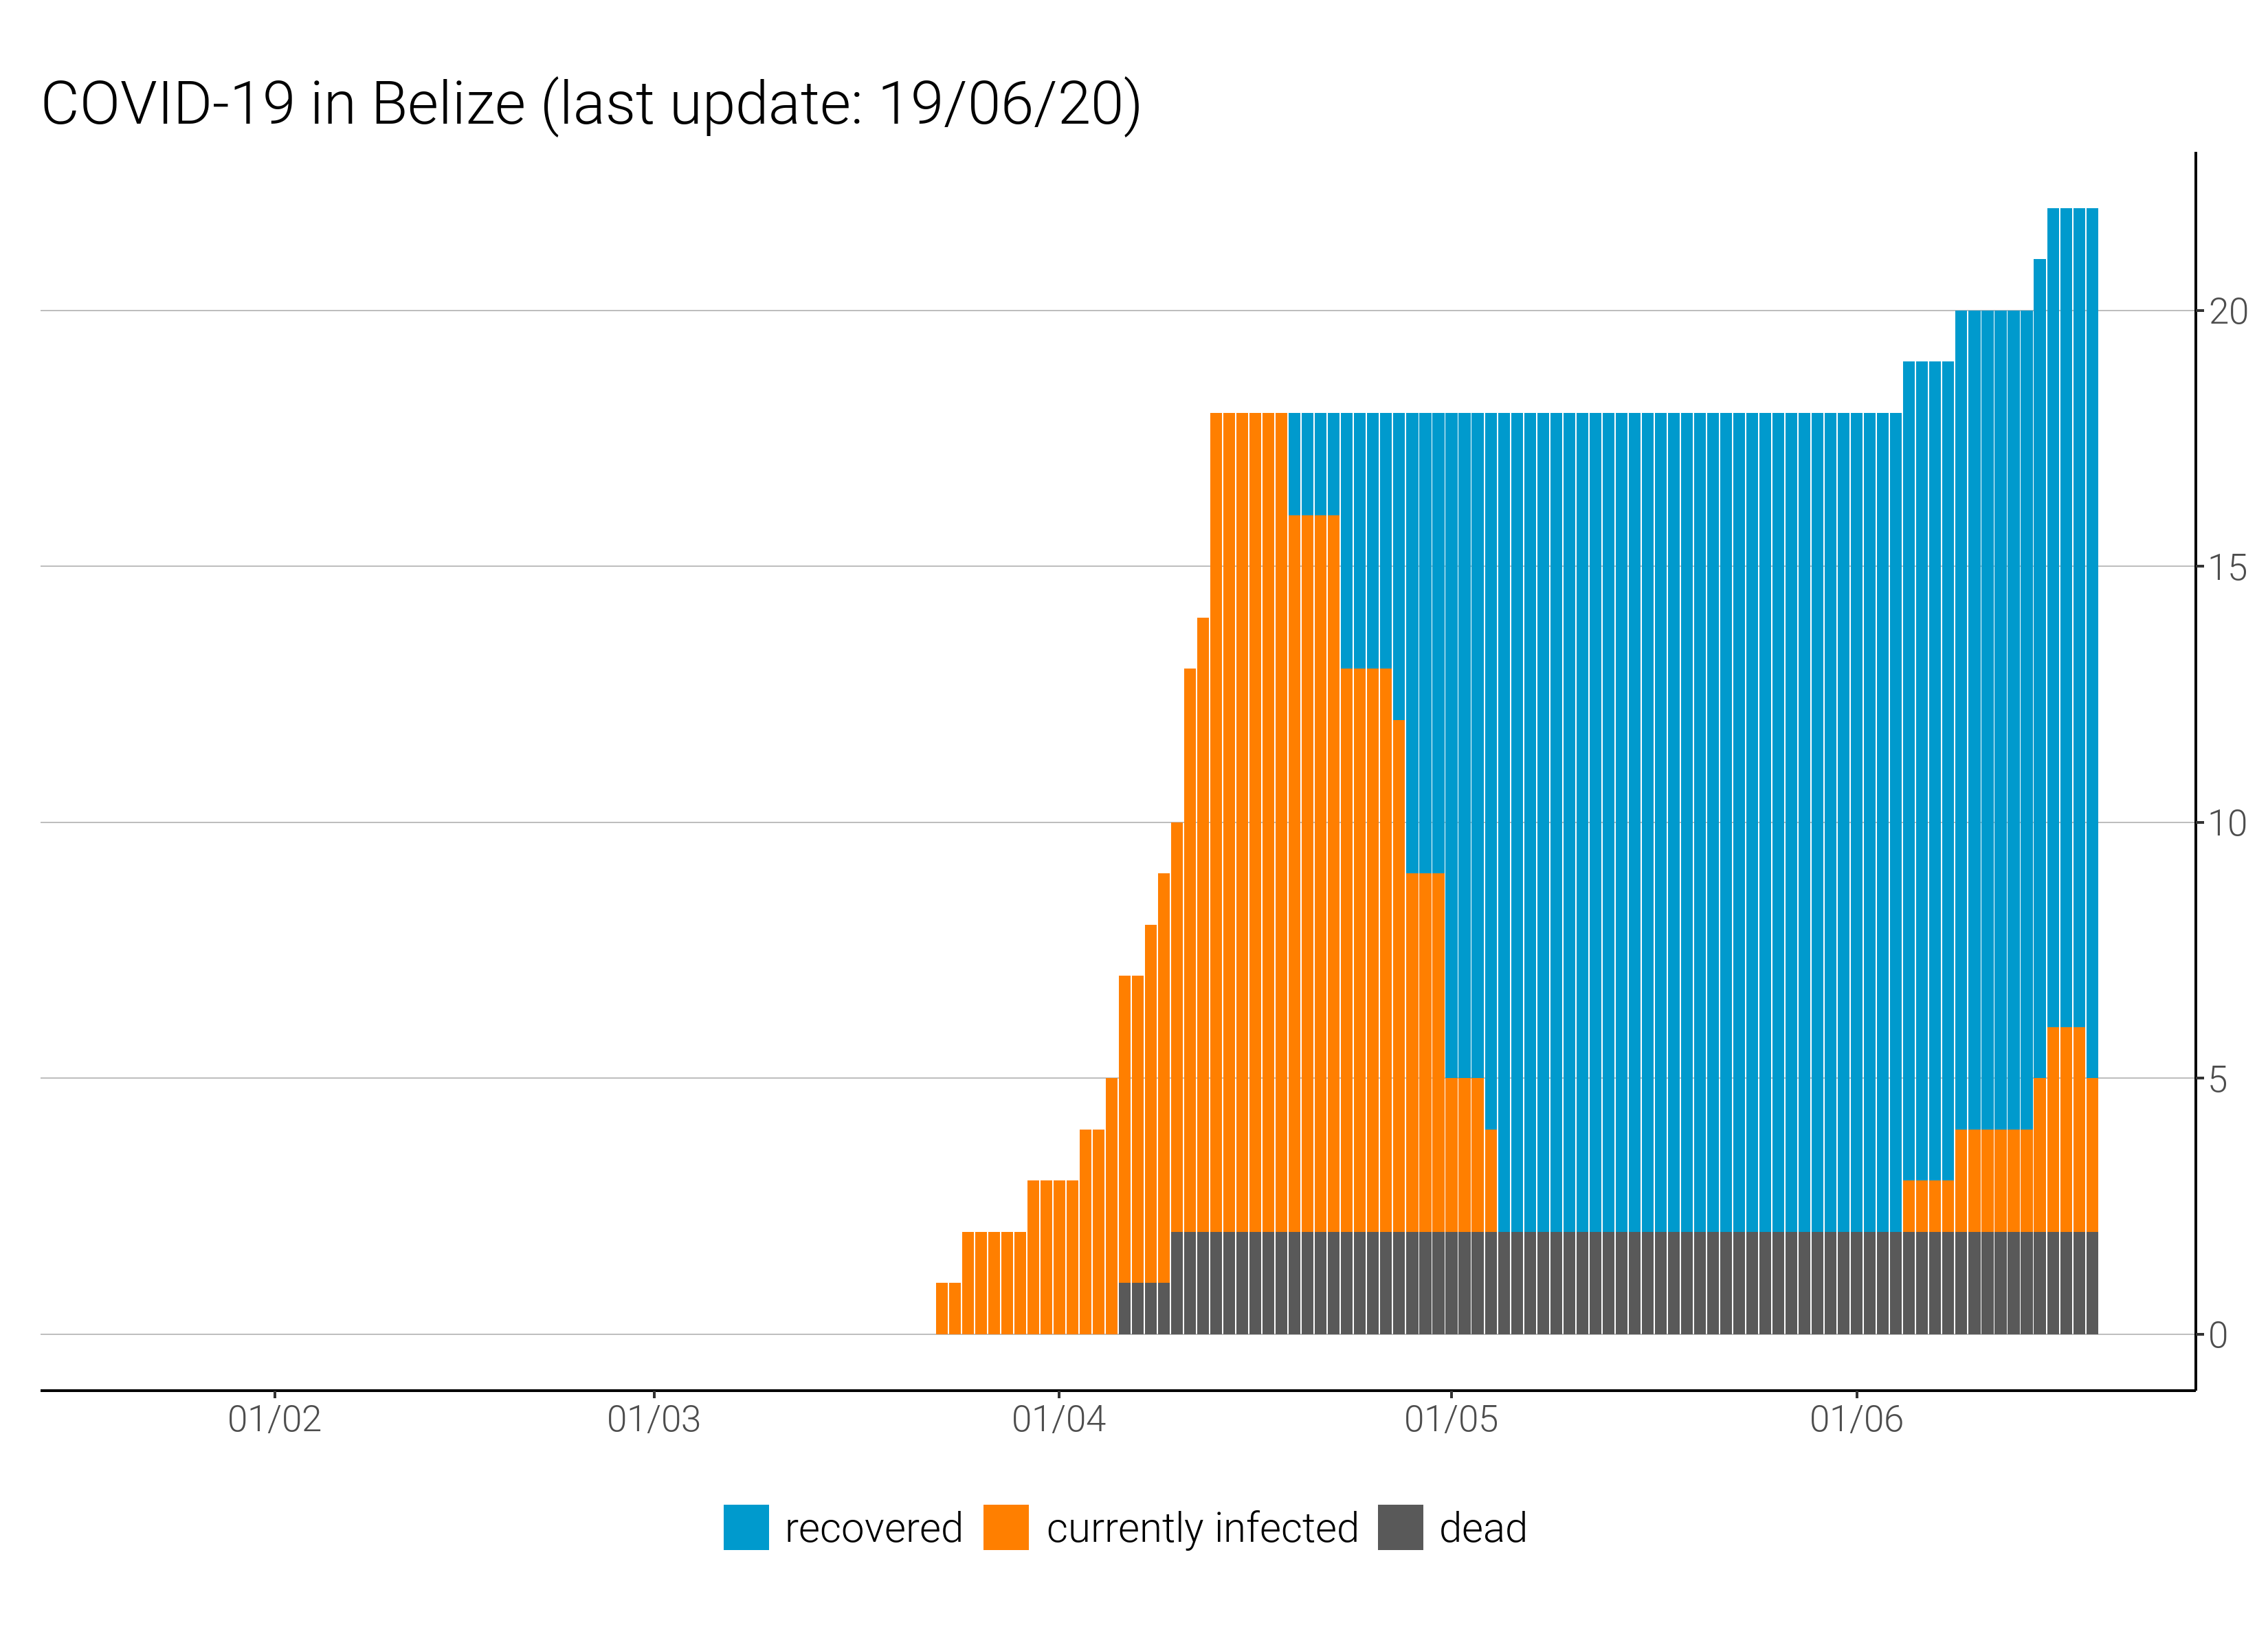 COVID-19 in Belize (last update: 19/06/20)
20
15
10
5
0
01/02 01/03 01/04 01/05 01/06
recovered currently infected dead